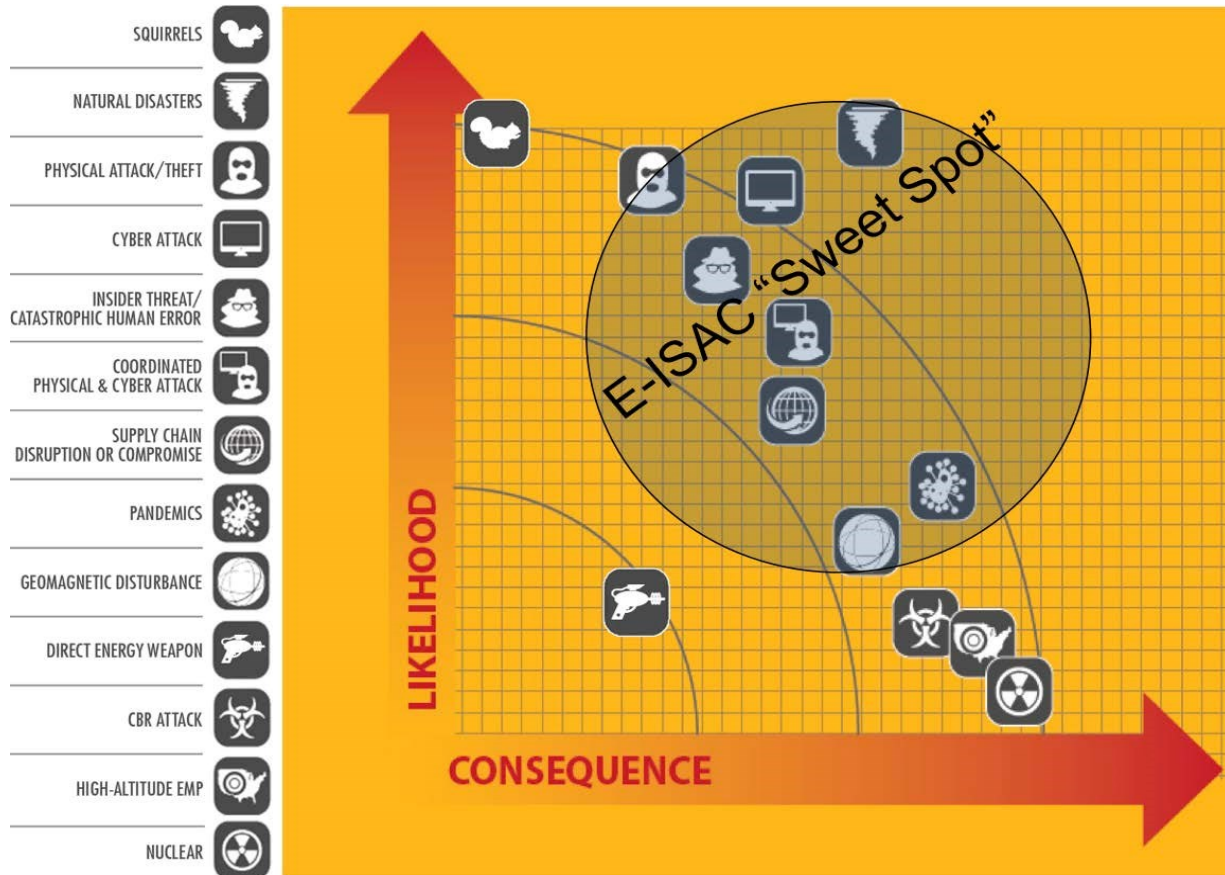 SQUIRRELS
NATURAL DISASTERS
PHYSICAL ATTACK/THEFT
CYBER ATTACK
INSIDER THREAT/
CATASTROPHIC HUMAN ERROR
COORDINATED
PHYSICAL & CYBER ATTACK
SUPPLY CHAIN
DISRUPTION OR COMPROMISE
PANDEMICS
GEOMAGNETIC DISTURBANCE
DIRECT ENERGY WEAPON
CBR ATTACK
HIGH-ALTITUDE EMP
NUCLEAR
LIKELIHOOD
E-ISAC “Sweet Spot”
CONSEQUENCE